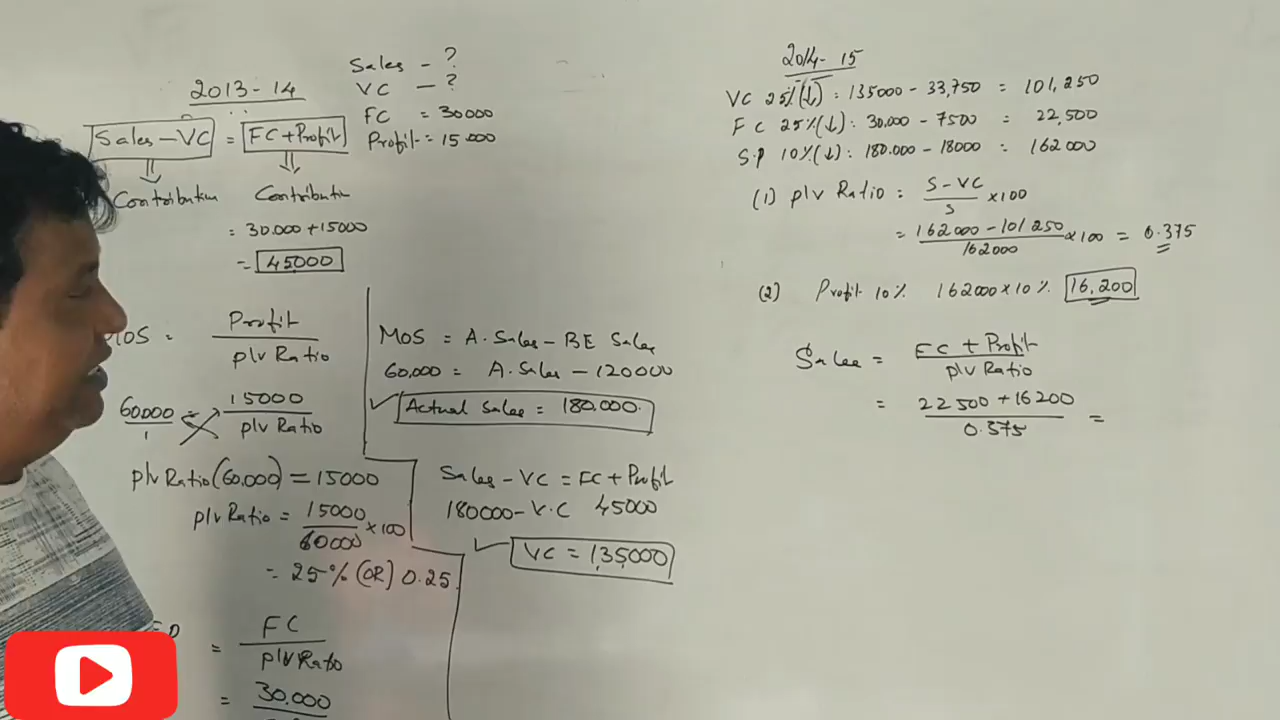 2013-14
Sales - ?
VC - ?
FC = 30000
Profit = 15.000
Sales - VC = FC + Profit
Contribution Contribution
= 30.000 + 15000
= 45000
MOS = Profit / P/V Ratio
60000 / 1 = 15000 / P/V Ratio
P/V Ratio (60,000) = 15000
P/V Ratio = 15000 / 60000 × 100
= 25% (OR) 0.25
= FC / P/V Ratio
= 30.000
MOS = A. Sales - BE Sales
60,000 = A. Sales - 120000
Actual Sales = 180.000.
Sales - VC = FC + Profit
180000 - V.C 45000
VC = 135000
2014-15
VC 25% (↓) : 135000 - 33,750 = 101,250
FC 25% (↓) : 30.000 - 7500 = 22,500
S.P 10% (↓) : 180.000 - 18000 = 162000
(1) P/V Ratio = S - VC / S × 100
= 162000 - 101250 / 162000 × 100 = 0.375
(2) Profit 10% 162000 × 10% 16,200
Sales = FC + Profit / P/V Ratio
= 22500 + 16200 / 0.375 =